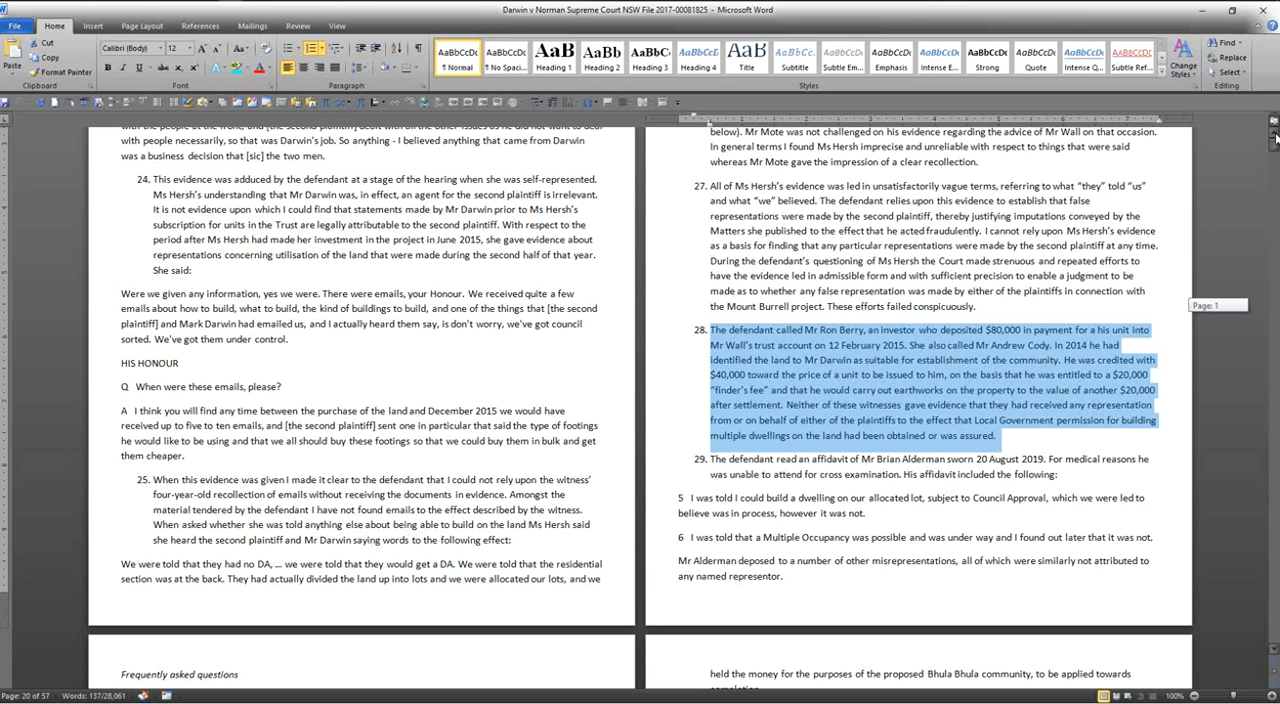 Darwin v Norman Supreme Court NSW File 2017-00081825 - Microsoft Word
File Home Insert Page Layout References Mailings Review View
Paste
Cut
Copy
Format Painter
Calibri (Body) 12
AaBbCcDc AaBbCcDc AaB AaBb AaBbC AaBbCcD AaB AaBbCcD AaBbCcD AaBbCcDc AaBbCcDc AaBbCcDc AaBbCcDc AaBbCcDc AaBbCcDc
¶ Normal ¶ No Spaci... Heading 1 Heading 2 Heading 3 Heading 4 Title Subtitle Subtle Em... Emphasis Intense E... Strong Quote Intense Q... Subtle Ref...
Change Styles
Find
Replace
Select
Clipboard Font Paragraph Styles Editing
with the people at the front, and [the second plaintiff] dealt with all the other issues as he did not want to deal
with people necessarily, so that was Darwin's job. So anything - I believed anything that came from Darwin
was a business decision that [sic] the two men.
24. This evidence was adduced by the defendant at a stage of the hearing when she was self-represented.
Ms Hersh's understanding that Mr Darwin was, in effect, an agent for the second plaintiff is irrelevant.
It is not evidence upon which I could find that statements made by Mr Darwin prior to Ms Hersh's
subscription for units in the Trust are legally attributable to the second plaintiff. With respect to the
period after Ms Hersh had made her investment in the project in June 2015, she gave evidence about
representations concerning utilisation of the land that were made during the second half of that year.
She said:
Were we given any information, yes we were. There were emails, your Honour. We received quite a few
emails about how to build, what to build, the kind of buildings to build, and one of the things that [the second
plaintiff] and Mark Darwin had emailed us, and I actually heard them say, is don't worry, we've got council
sorted. We've got them under control.
HIS HONOUR
Q When were these emails, please?
A I think you will find any time between the purchase of the land and December 2015 we would have
received up to five to ten emails, and [the second plaintiff] sent one in particular that said the type of footings
he would like to be using and that we all should buy these footings so that we could buy them in bulk and get
them cheaper.
25. When this evidence was given I made it clear to the defendant that I could not rely upon the witness'
four-year-old recollection of emails without receiving the documents in evidence. Amongst the
material tendered by the defendant I have not found emails to the effect described by the witness.
When asked whether she was told anything else about being able to build on the land Ms Hersh said
she heard the second plaintiff and Mr Darwin saying words to the following effect:
We were told that they had no DA, ... we were told that they would get a DA. We were told that the residential
section was at the back. They had actually divided the land up into lots and we were allocated our lots, and we
Frequently asked questions
below). Mr Mote was not challenged on his evidence regarding the advice of Mr Wall on that occasion.
In general terms I found Ms Hersh imprecise and unreliable with respect to things that were said
whereas Mr Mote gave the impression of a clear recollection.
27. All of Ms Hersh's evidence was led in unsatisfactorily vague terms, referring to what "they" told "us"
and what "we" believed. The defendant relies upon this evidence to establish that false
representations were made by the second plaintiff, thereby justifying imputations conveyed by the
Matters she published to the effect that he acted fraudulently. I cannot rely upon Ms Hersh's evidence
as a basis for finding that any particular representations were made by the second plaintiff at any time.
During the defendant's questioning of Ms Hersh the Court made strenuous and repeated efforts to
have the evidence led in admissible form and with sufficient precision to enable a judgment to be
made as to whether any false representation was made by either of the plaintiffs in connection with
the Mount Burrell project. These efforts failed conspicuously.
28. The defendant called Mr Ron Berry, an investor who deposited $80,000 in payment for a his unit into
Mr Wall's trust account on 12 February 2015. She also called Mr Andrew Cody. In 2014 he had
identified the land to Mr Darwin as suitable for establishment of the community. He was credited with
$40,000 toward the price of a unit to be issued to him, on the basis that he was entitled to a $20,000
"finder's fee" and that he would carry out earthworks on the property to the value of another $20,000
after settlement. Neither of these witnesses gave evidence that they had received any representation
from or on behalf of either of the plaintiffs to the effect that Local Government permission for building
multiple dwellings on the land had been obtained or was assured.
29. The defendant read an affidavit of Mr Brian Alderman sworn 20 August 2019. For medical reasons he
was unable to attend for cross examination. His affidavit included the following:
5 I was told I could build a dwelling on our allocated lot, subject to Council Approval, which we were led to
believe was in process, however it was not.
6 I was told that a Multiple Occupancy was possible and was under way and I found out later that it was not.
Mr Alderman deposed to a number of other misrepresentations, all of which were similarly not attributed to
any named representor.
held the money for the purposes of the proposed Bhula Bhula community, to be applied towards
Page: 1
Page: 20 of 57 Words: 137/28,061 100%